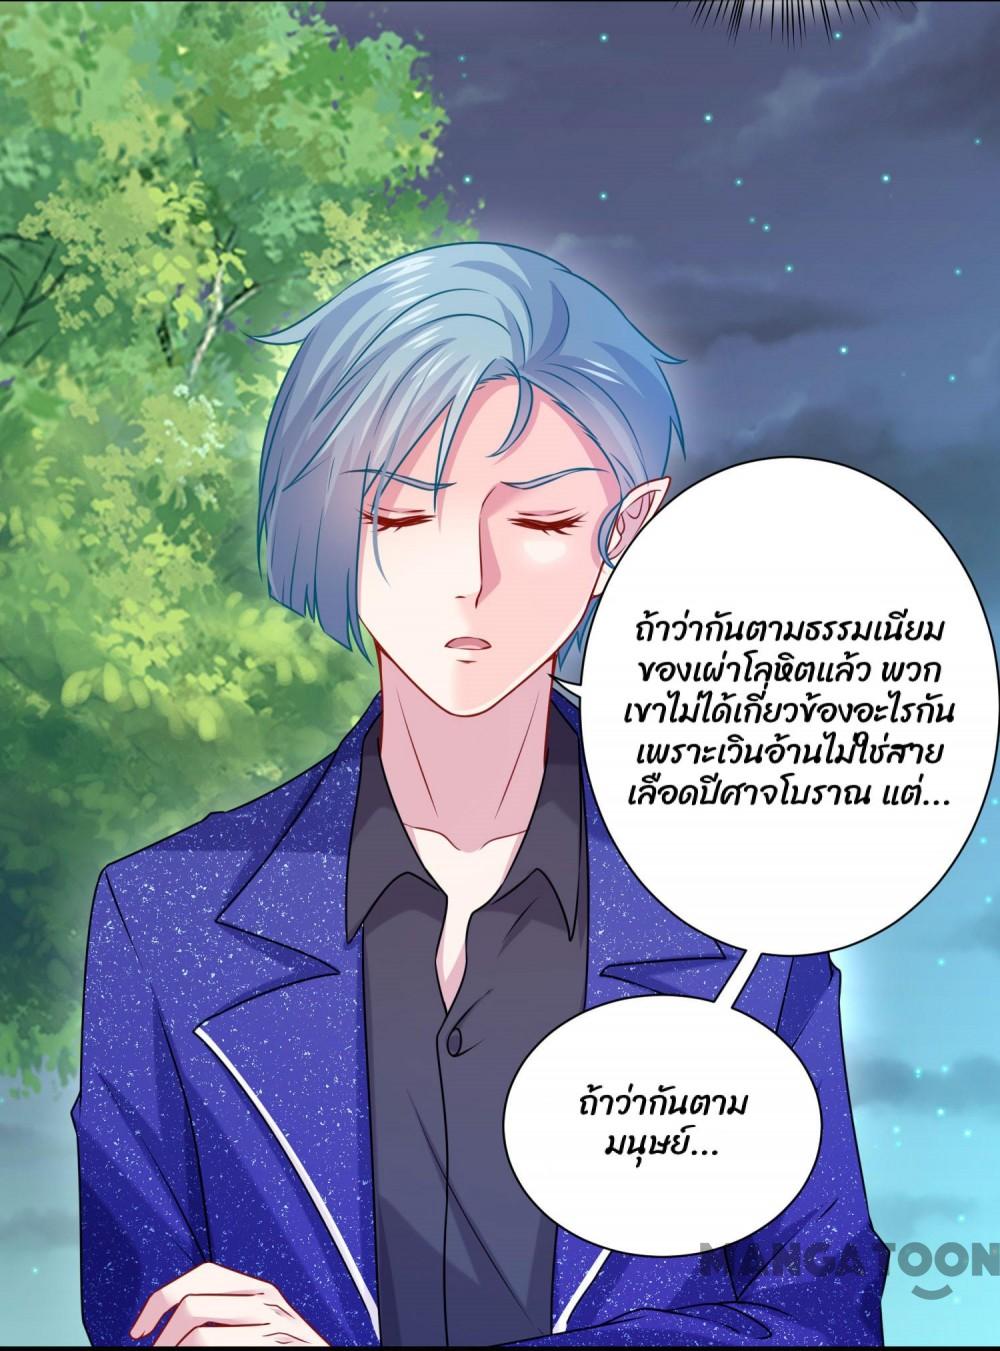 ถ้าว่ากันตามธรรมเนียม
ของเผ่าโลหิตแล้ว พวก
เขาไม่ได้เกี่ยวข้องอะไรกัน
เพราะเวินอ้านไม่ใช่สาย
เลือดปีศาจโบราณ แต่...
ถ้าว่ากันตาม
มนุษย์...
MANGATOON